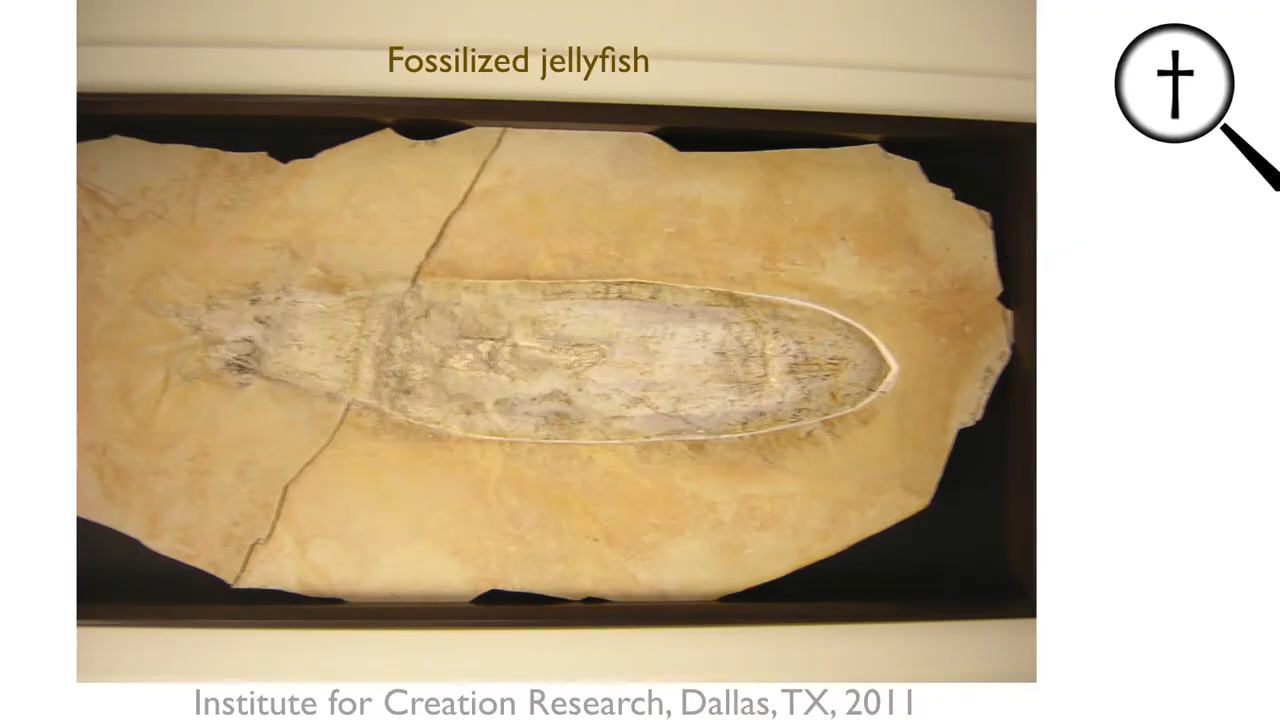 Fossilized jellyfish
Institute for Creation Research, Dallas, TX, 2011